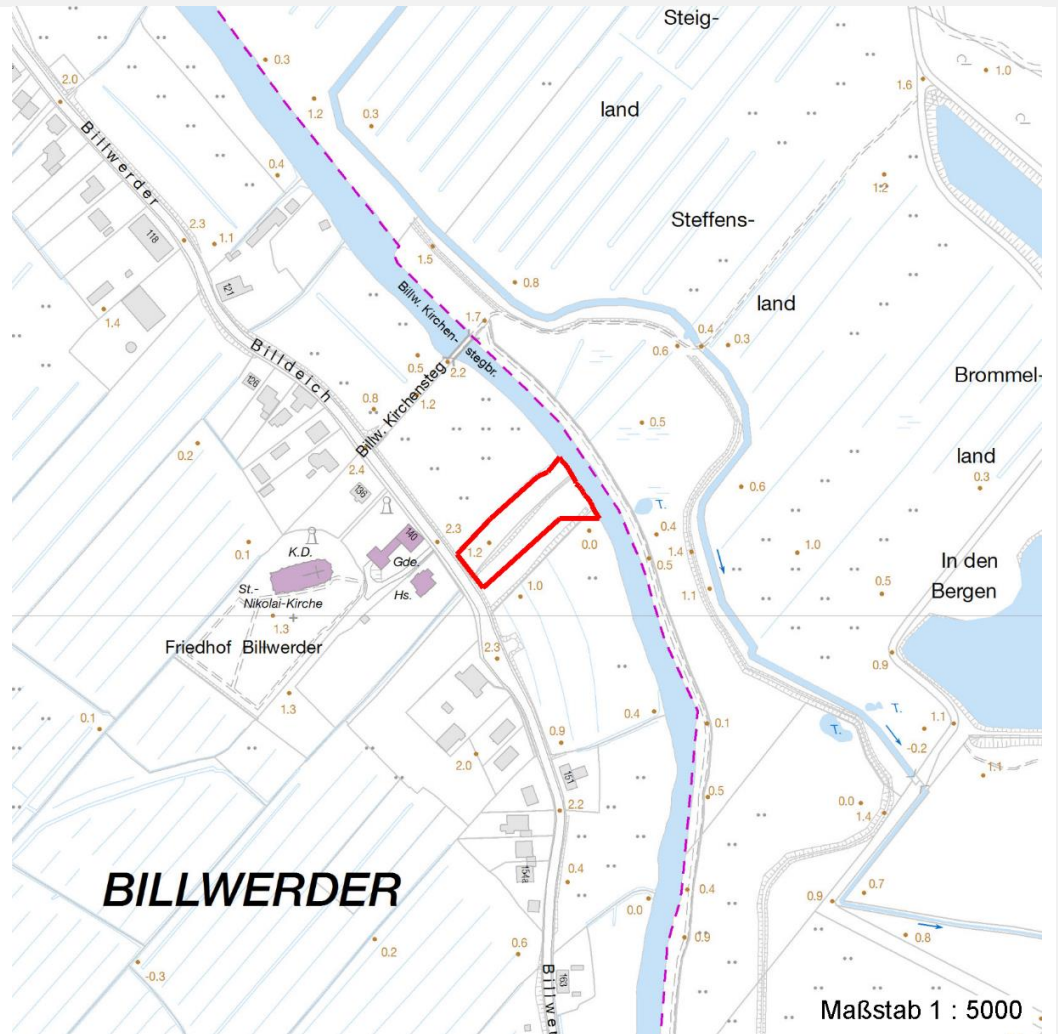 Steig-
0.3
1.0
2.0
1.6
1.2
land
0.3
Billwerder
0.4
1.2
Steffens-
118
2.3
1.1
1.5
0.8
121
Billw. Kirchen-
stegbr.
land
1.4
1.7
0.4
0.3
Billdeich
0.6
0.5
2.2
Brommel-
126
0.8
1.2
Billw. Kirchensteg
0.5
0.2
land
2.4
0.3
136
0.6
T.
2.3
140
0.1
K.D.
1.2
0.0
0.4
1.4
1.0
Gde.
0.5
In den
St.-
Hs.
1.0
1.1
0.5
Bergen
Nikolai-Kirche
1.3
Friedhof Billwerder
2.3
0.9
1.3
0.4
T.
0.1
0.1
1.1
T.
0.9
-0.2
2.0
1.1
151
0.5
0.0
2.2
1.4
BILLWERDER
154a
0.4
0.0
0.4
0.9
0.7
0.2
0.9
0.8
0.6
-0.3
163
Billwer
Maßstab 1 : 5000